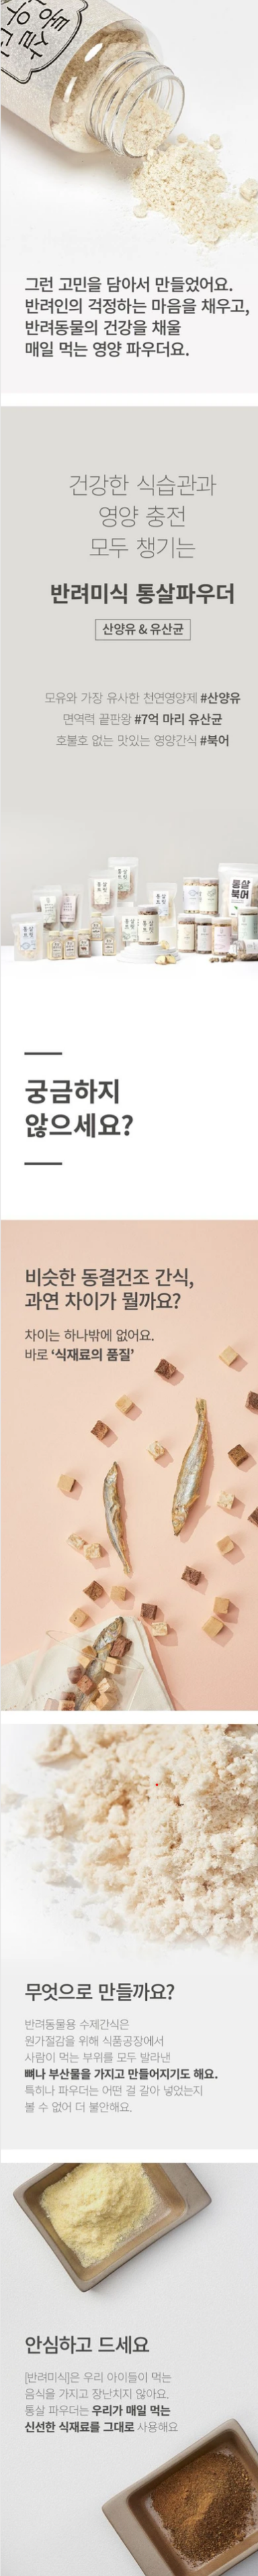 그런 고민을 담아서 만들었어요.
반려인의 걱정하는 마음을 채우고,
반려동물의 건강을 채울
매일 먹는 영양 파우더요.
건강한 식습관과
영양 충전
모두 챙기는
반려미식 통살파우더
산양유 & 유산균
모유와 가장 유사한 천연영양제 #산양유
면역력 끝판왕 #7억 마리 유산균
호불호 없는 맛있는 영양간식 #북어
통살
북어
궁금하지
않으세요?
비슷한 동결건조 간식,
과연 차이가 뭘까요?
차이는 하나밖에 없어요.
바로 ‘식재료의 품질’
무엇으로 만들까요?
반려동물용 수제간식은
원가절감을 위해 식품공장에서
사람이 먹는 부위를 모두 발라낸
뼈나 부산물을 가지고 만들어지기도 해요.
특히나 파우더는 어떤 걸 갈아 넣었는지
볼 수 없어 더 불안해요.
안심하고 드세요
[반려미식]은 우리 아이들이 먹는
음식을 가지고 장난치지 않아요.
통살 파우더는 우리가 매일 먹는
신선한 식재료를 그대로 사용해요